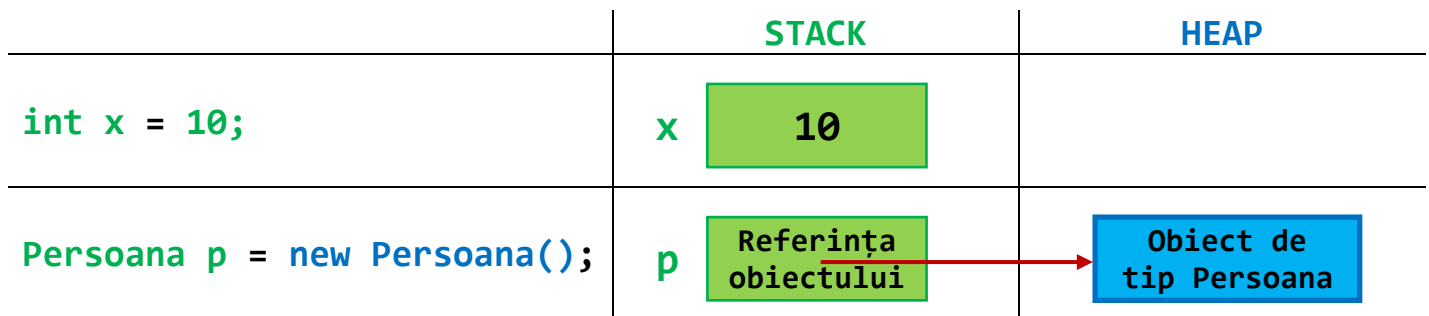 STACK HEAP
int x = 10; x 10
Persoana p = new Persoana(); p Referința
obiectului Obiect de
tip Persoana